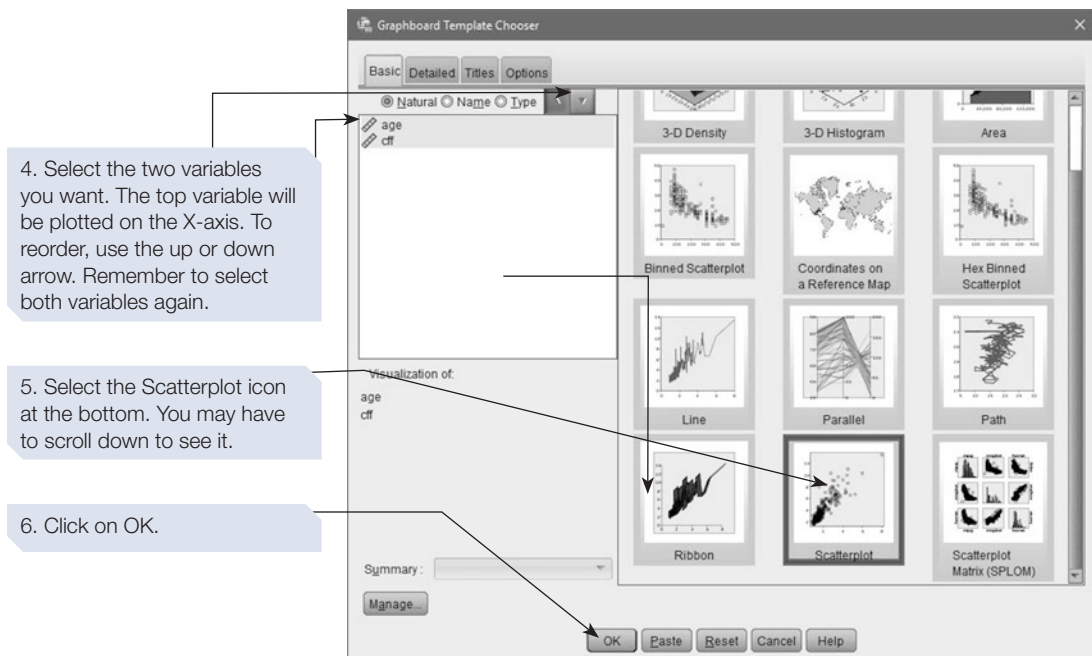 Graphboard Template Chooser
Basic Detailed Titles Options
Natural Name Type
age
cff
4. Select the two variables
you want. The top variable will
be plotted on the X-axis. To
reorder, use the up or down
arrow. Remember to select
both variables again.
5. Select the Scatterplot icon
at the bottom. You may have
to scroll down to see it.
6. Click on OK.
Visualization of:
age
cff
Summary :
Manage...
3-D Density
3-D Histogram
Area
Binned Scatterplot
Coordinates on
a Reference Map
Hex Binned
Scatterplot
Line
Parallel
Path
Ribbon
Scatterplot
Scatterplot
Matrix (SPLOM)
OK Paste Reset Cancel Help